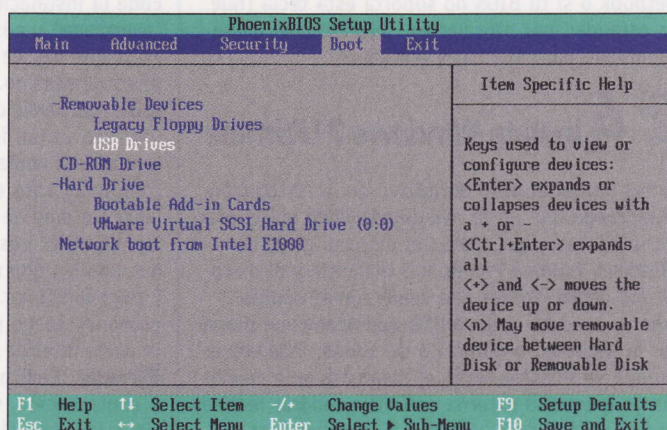 PhoenixBIOS Setup Utility
Main Advanced Security Boot Exit
-Removable Devices
Legacy Floppy Drives
USB Drives
CD-ROM Drive
-Hard Drive
Bootable Add-in Cards
VMware Virtual SCSI Hard Drive (0:0)
Network boot from Intel E1000
Item Specific Help
Keys used to view or
configure devices:
<Enter> expands or
collapses devices with
a + or -
<Ctrl+Enter> expands
all
<+> and <-> moves the
device up or down.
<n> May move removable
device between Hard
Disk or Removable Disk
F1 Help ↑↓ Select Item -/+ Change Values F9 Setup Defaults
Esc Exit ↔ Select Menu Enter Select ▶ Sub-Menu F10 Save and Exit